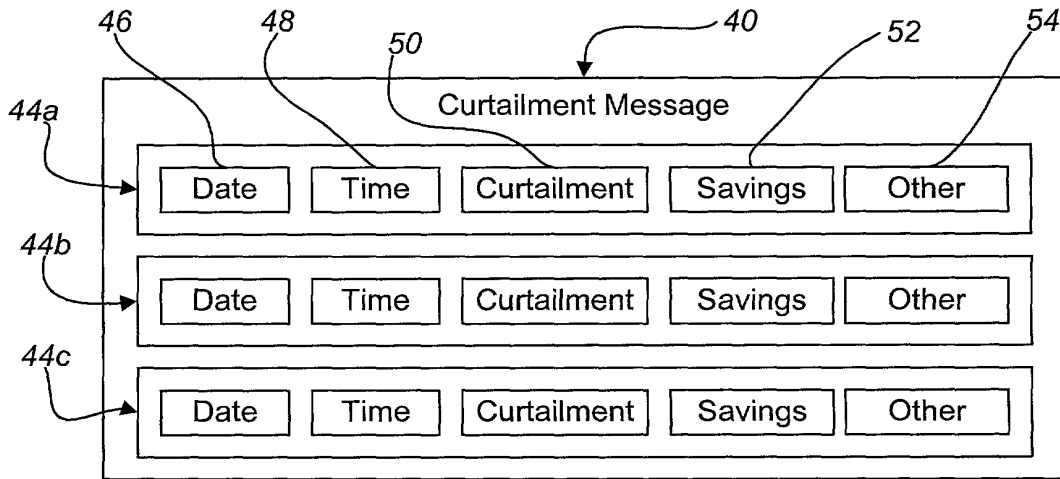 46 48 50 40 52 54
Curtailment Message
44a
Date Time Curtailment Savings Other
44b
Date Time Curtailment Savings Other
44c
Date Time Curtailment Savings Other